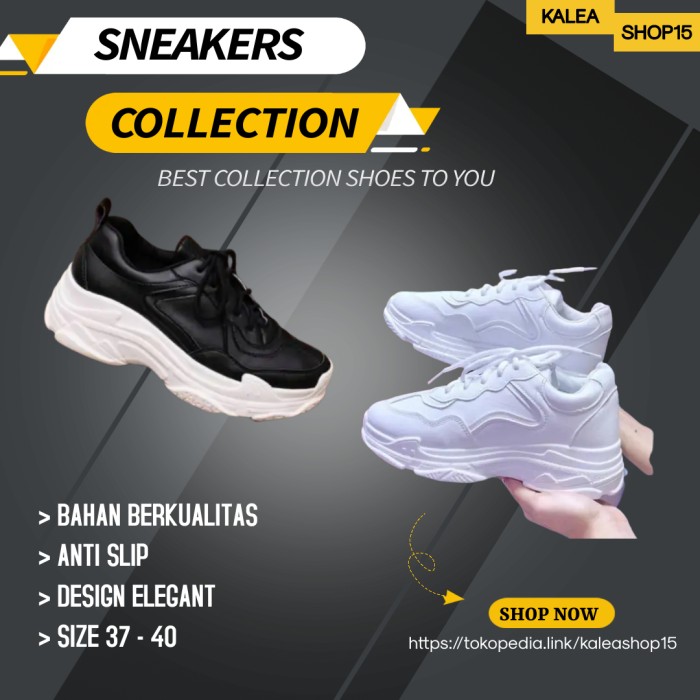 KALEA
SHOP15
SNEAKERS
COLLECTION
BEST COLLECTION SHOES TO YOU
> BAHAN BERKUALITAS
> ANTI SLIP
> DESIGN ELEGANT
> SIZE 37 - 40
SHOP NOW
https://tokopedia.link/kaleashop15